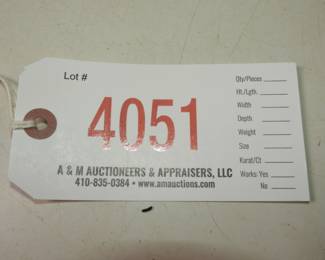 Lot #
4051
A & M AUCTIONEERS & APPRAISERS, LLC
410-835-0384 • www.amauctions.com
Qty/Pieces
Ht./Lgth.
Width
Depth
Weight
Size
Karat/Ct
Works: Yes
No